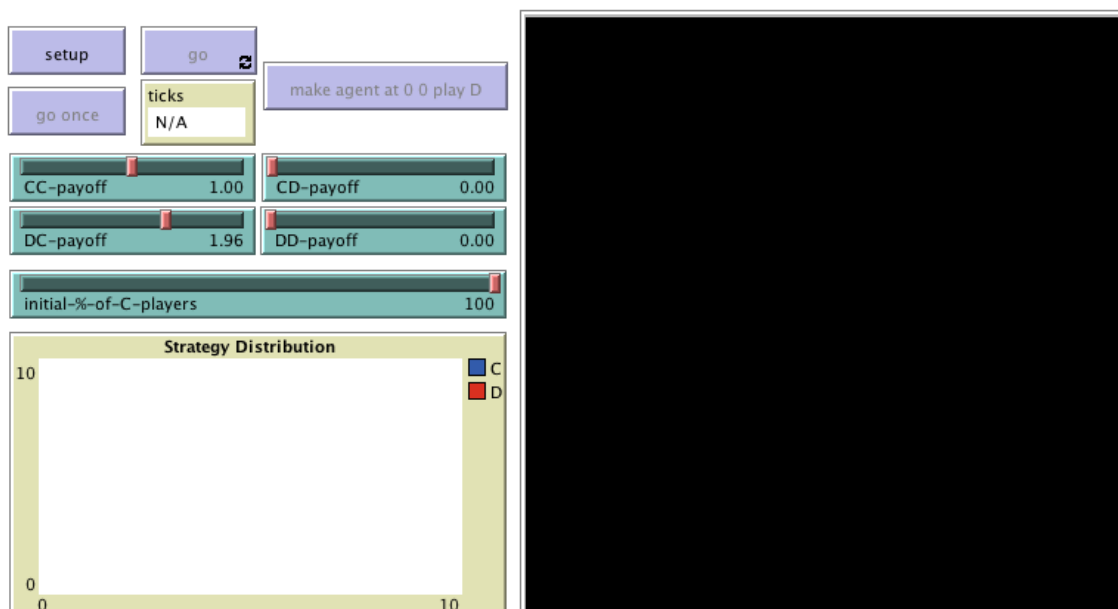 setup
go
make agent at 0 0 play D
go once
ticks
N/A
CC-payoff 1.00
CD-payoff 0.00
DC-payoff 1.96
DD-payoff 0.00
initial-%-of-C-players 100
Strategy Distribution
10
C
D
0
0 10